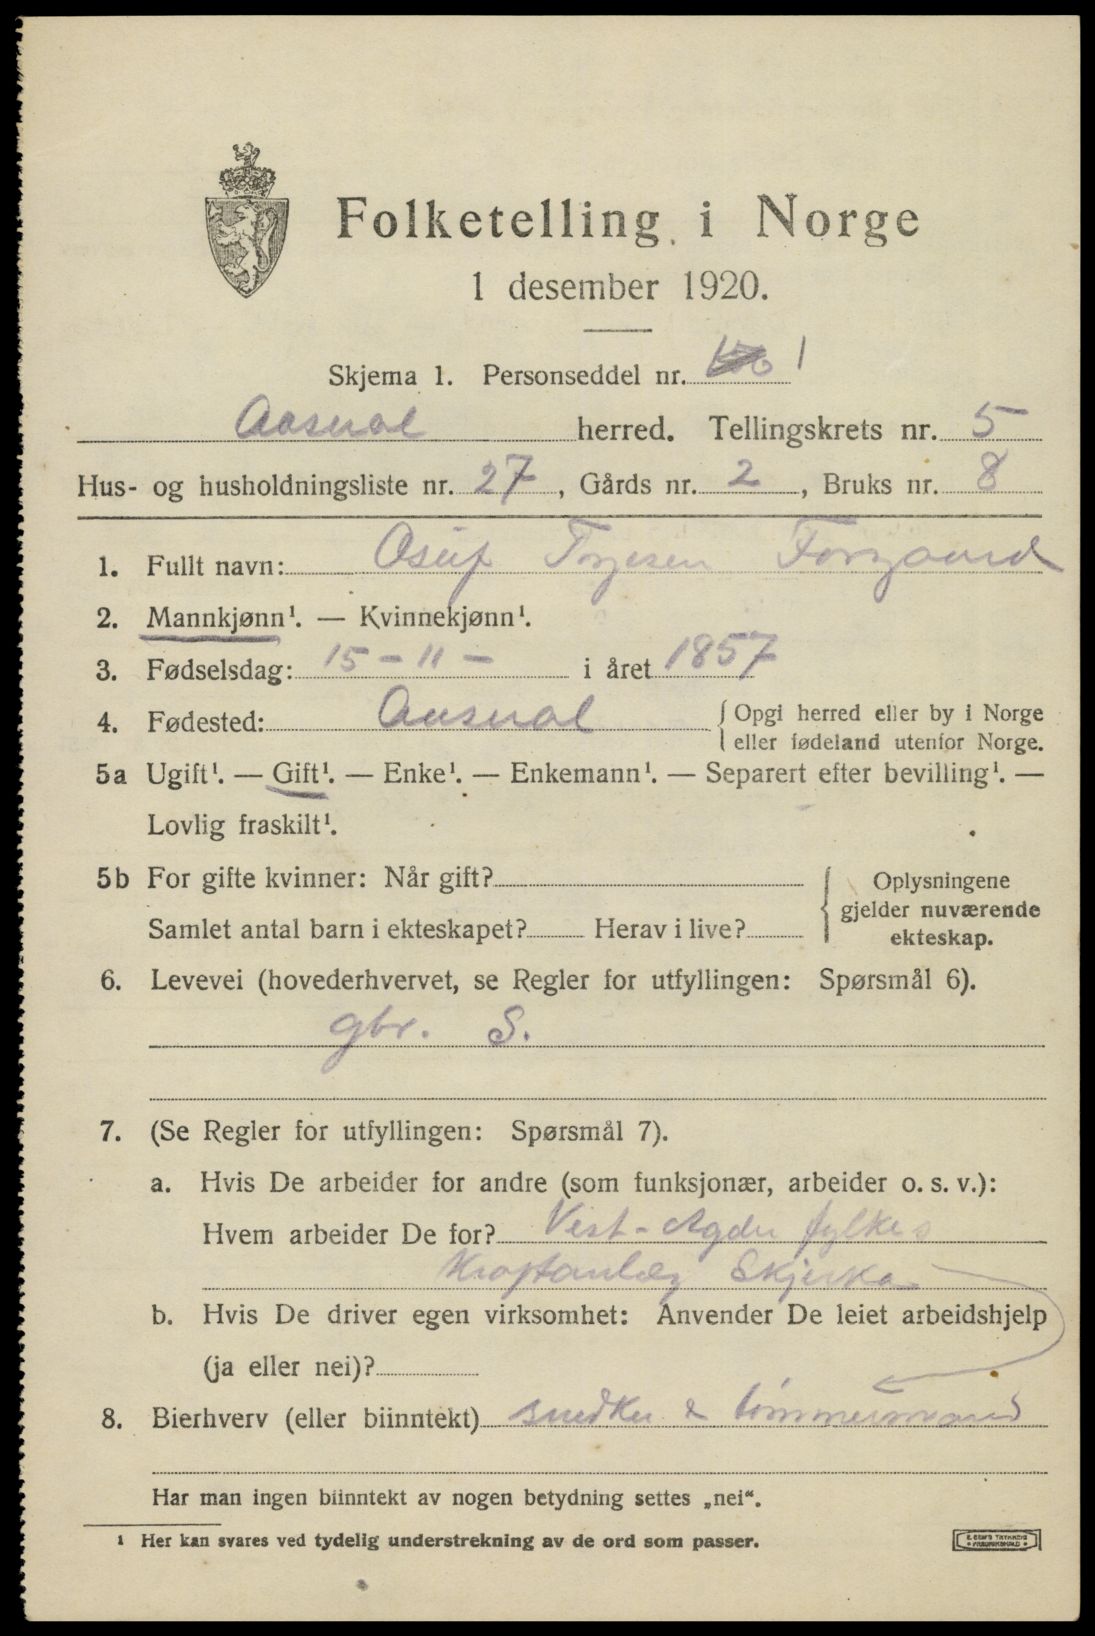 Folketelling i Norge
1 desember 1920.
Skjema 1. Personseddel nr. 1
Aaseral herred. Tellingskrets nr. 5
Hus- og husholdningsliste nr. 27, Gårds nr. 2, Bruks nr. 8
1. Fullt navn: Torjesen
2. Mannkjønn¹. — Kvinnekjønn¹.
3. Fødselsdag: 15 - 11 - i året 1857
4. Fødested: Aaseral { Opgi herred eller by i Norge
eller fødeland utenfor Norge.
5a Ugift¹. — Gift¹. — Enke¹. — Enkemann¹. — Separert efter bevilling¹. —
Lovlig fraskilt¹.
5b For gifte kvinner: Når gift?
Samlet antal barn i ekteskapet? Herav i live?
{ Oplysningene
gjelder nuværende
ekteskap.
6. Levevei (hovederhvervet, se Regler for utfyllingen: Spørsmål 6).
gbr. S.
7. (Se Regler for utfyllingen: Spørsmål 7).
a. Hvis De arbeider for andre (som funksjonær, arbeider o. s. v.):
Hvem arbeider De for? Vest-Agder fylkes
Kraftanlæg Skjerka
b. Hvis De driver egen virksomhet: Anvender De leiet arbeidshjelp
(ja eller nei)?
8. Bierhverv (eller biinntekt) snedker & tømmermand
Har man ingen biinntekt av nogen betydning settes „nei“.
¹ Her kan svares ved tydelig understrekning av de ord som passer.